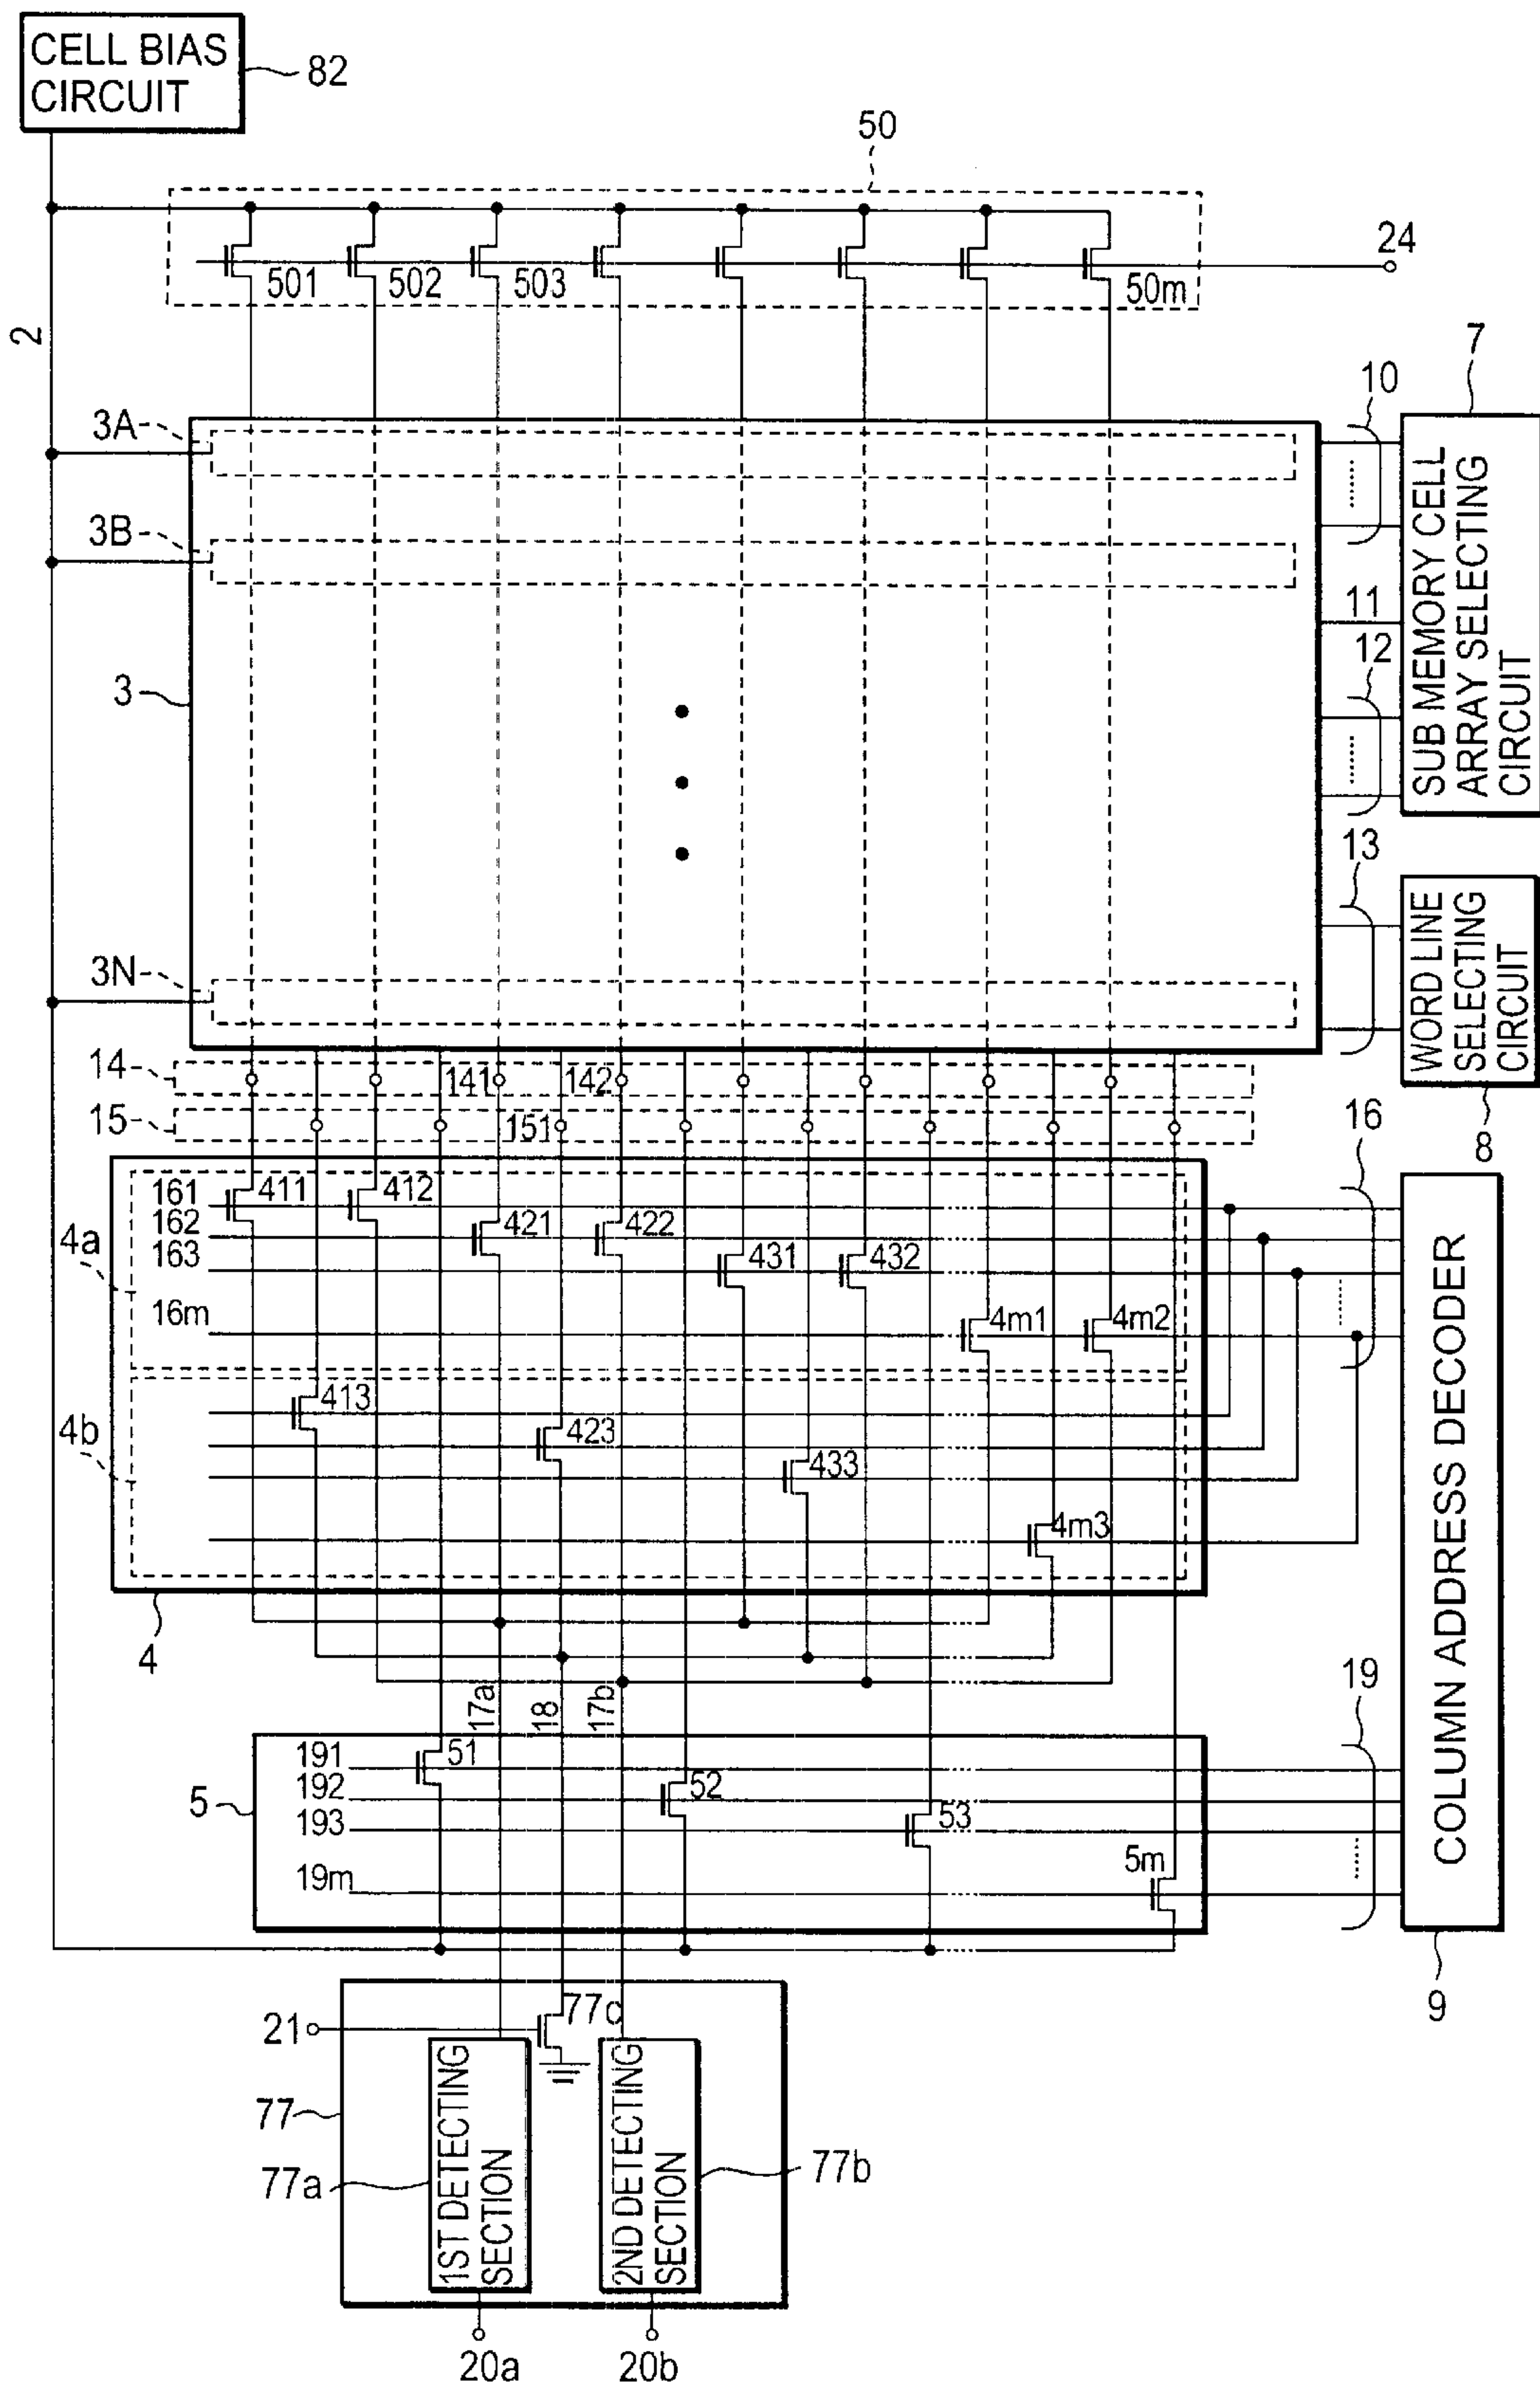 CELL BIAS
CIRCUIT
82
50
24
501
502
503
50m
2
7
10
3A
3B
11
12
SUB MEMORY CELL
ARRAY SELECTING
CIRCUIT
3
13
WORD LINE
SELECTING
CIRCUIT
8
3N
14
141
142
15
151
16
161
411
412
162
421
422
4a
163
431
432
16m
4m1
4m2
413
4b
423
433
4m3
4
COLUMN ADDRESS DECODER
17a
18
17b
19
191
51
192
52
5
193
53
19m
5m
9
21
77c
77
1ST DETECTING
SECTION
2ND DETECTING
SECTION
77a
77b
20a
20b